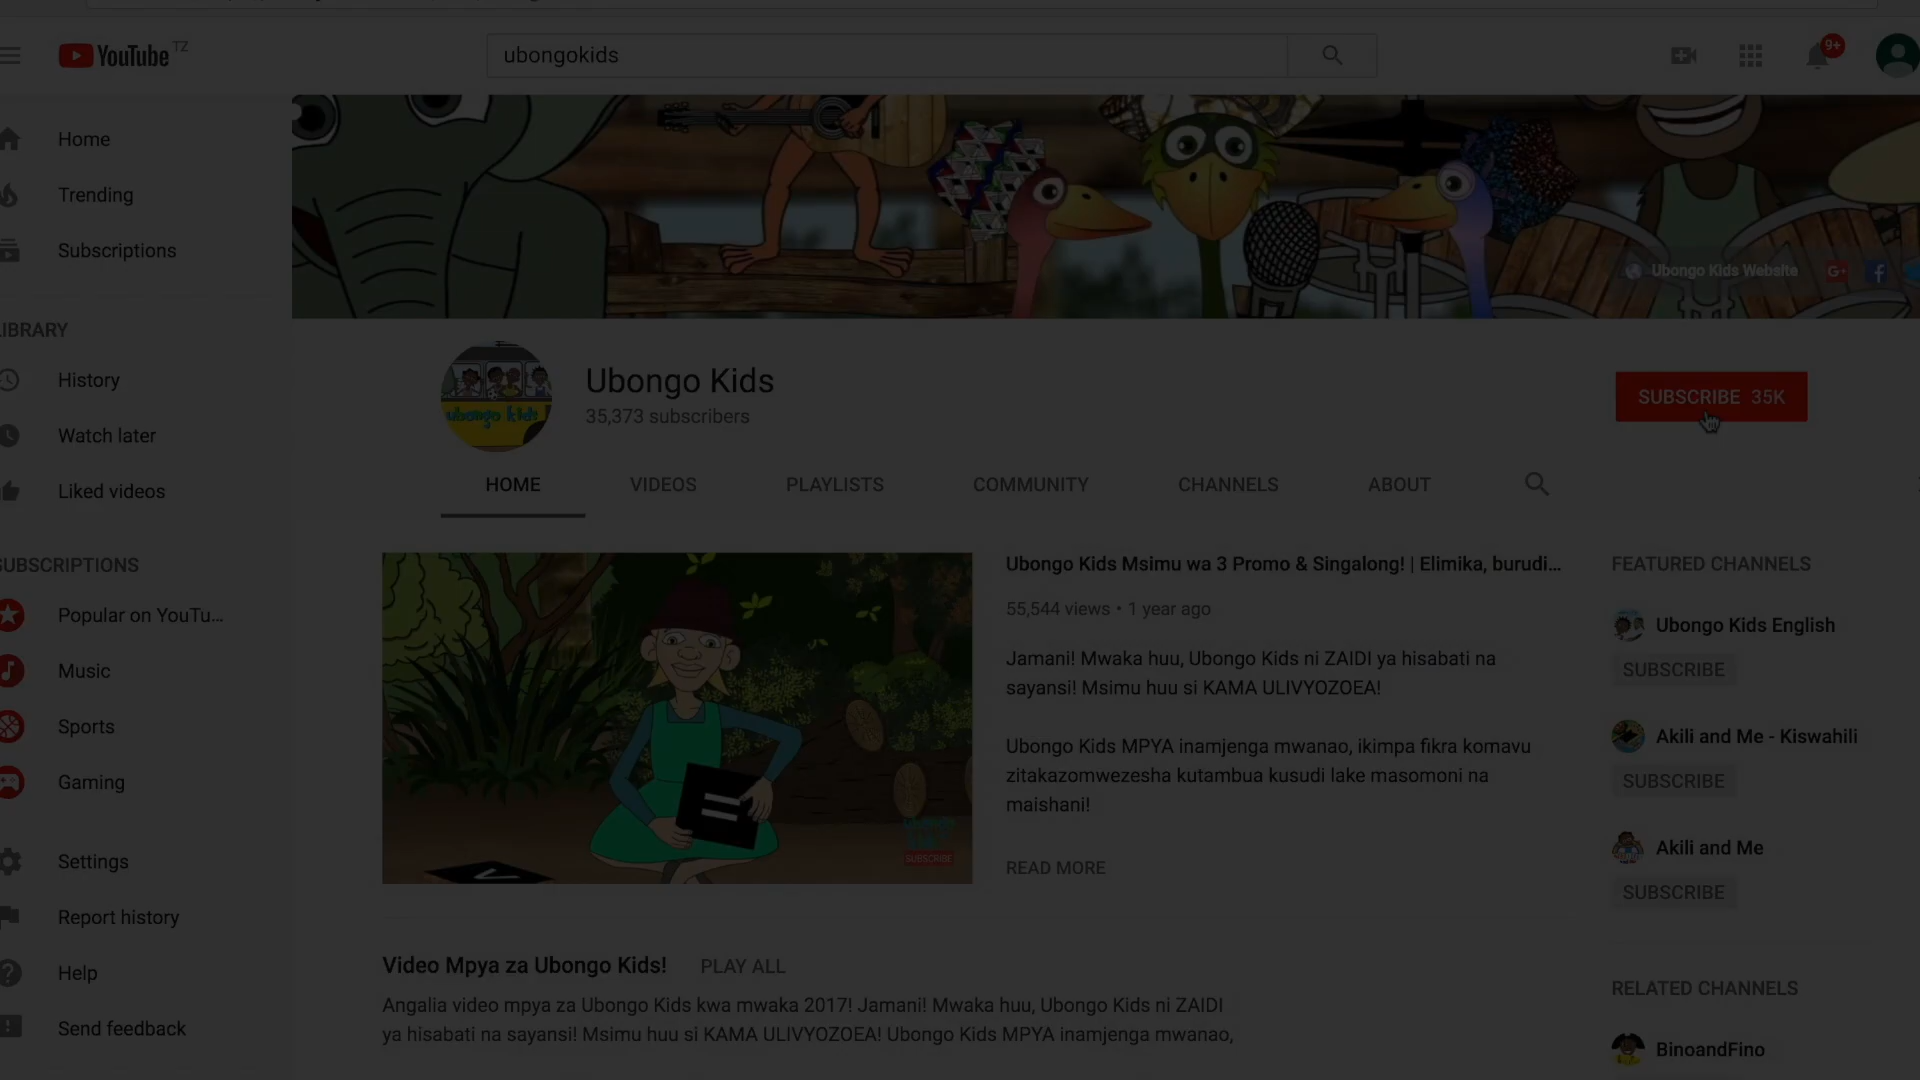 YouTube TZ
ubongokids
9+
Home
Trending
Subscriptions
Ubongo Kids Website
LIBRARY
History
Watch later
Liked videos
ubongo kids
Ubongo Kids
35,373 subscribers
SUBSCRIBE 35K
HOME
VIDEOS
PLAYLISTS
COMMUNITY
CHANNELS
ABOUT
SUBSCRIPTIONS
Popular on YouTu...
Music
Sports
Gaming
Settings
Report history
Help
Send feedback
SUBSCRIBE
Ubongo Kids Msimu wa 3 Promo & Singalong! | Elimika, burudi...
55,544 views • 1 year ago
Jamani! Mwaka huu, Ubongo Kids ni ZAIDI ya hisabati na
sayansi! Msimu huu si KAMA ULIVYOZOEA!
Ubongo Kids MPYA inamjenga mwanao, ikimpa fikra komavu
zitakazomwezesha kutambua kusudi lake masomoni na
maishani!
READ MORE
FEATURED CHANNELS
Ubongo Kids English
SUBSCRIBE
Akili and Me - Kiswahili
SUBSCRIBE
Akili and Me
SUBSCRIBE
Video Mpya za Ubongo Kids! PLAY ALL
Angalia video mpya za Ubongo Kids kwa mwaka 2017! Jamani! Mwaka huu, Ubongo Kids ni ZAIDI
ya hisabati na sayansi! Msimu huu si KAMA ULIVYOZOEA! Ubongo Kids MPYA inamjenga mwanao,
RELATED CHANNELS
BinoandFino